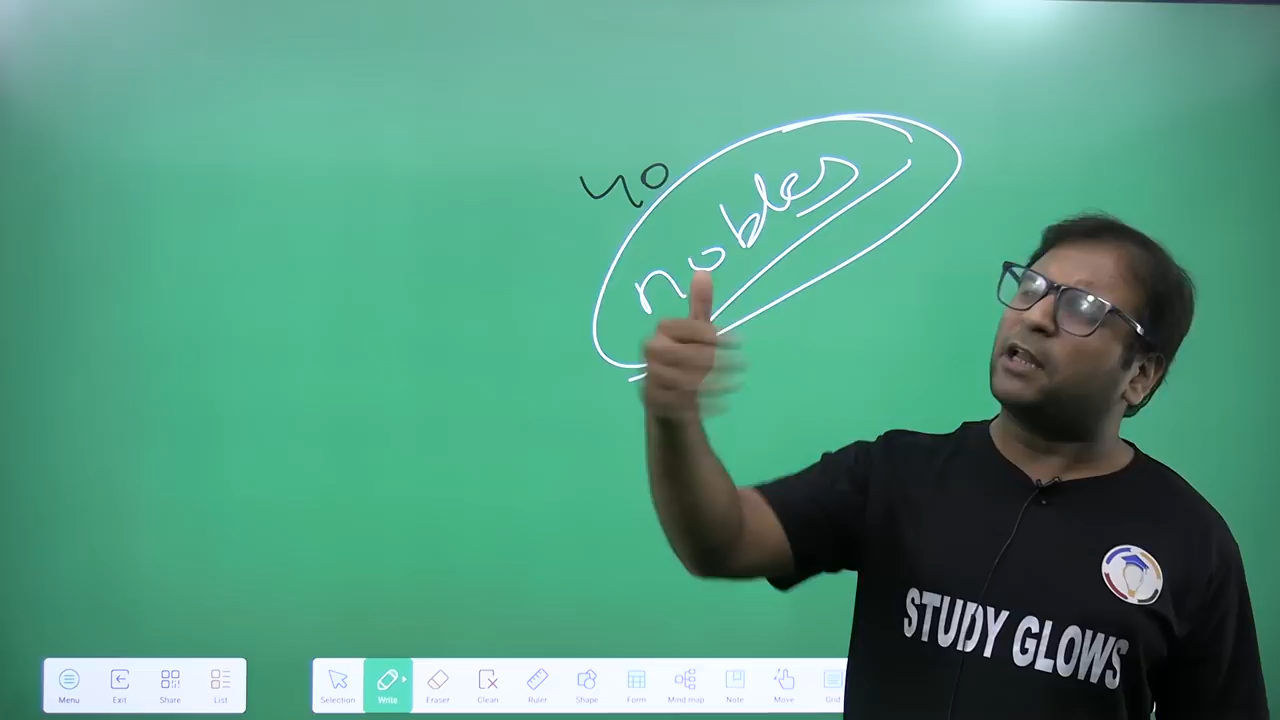 40
nobles
STUDY GLOWS
Menu
Exit
Share
List
Selection
Write
Eraser
Clean
Ruler
Shape
Form
Mind map
Note
Move
Grid